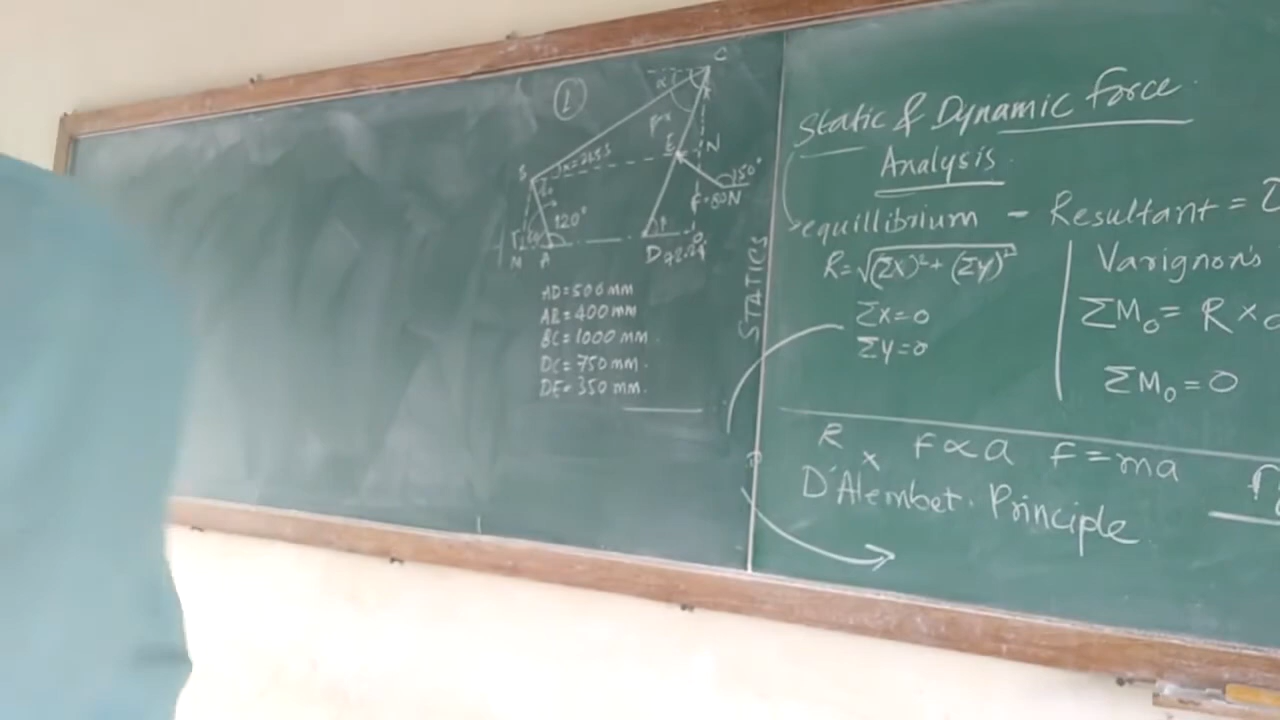 1
C
α
β
E
N
B
150°
F=80N
120°
M
A
D
AD=500 mm
AB=400 mm
BC=1000 mm.
DC=750 mm.
DE=350 mm.
STATICS
Static & Dynamic Force
Analysis.
equillibrium - Resultant =
R=√(Σx)²+(Σy)²
Σx=0
Σy=0
Varignon's
ΣM₀= R×
ΣM₀=0
R x F∝a F=ma
D'Alembet. Principle